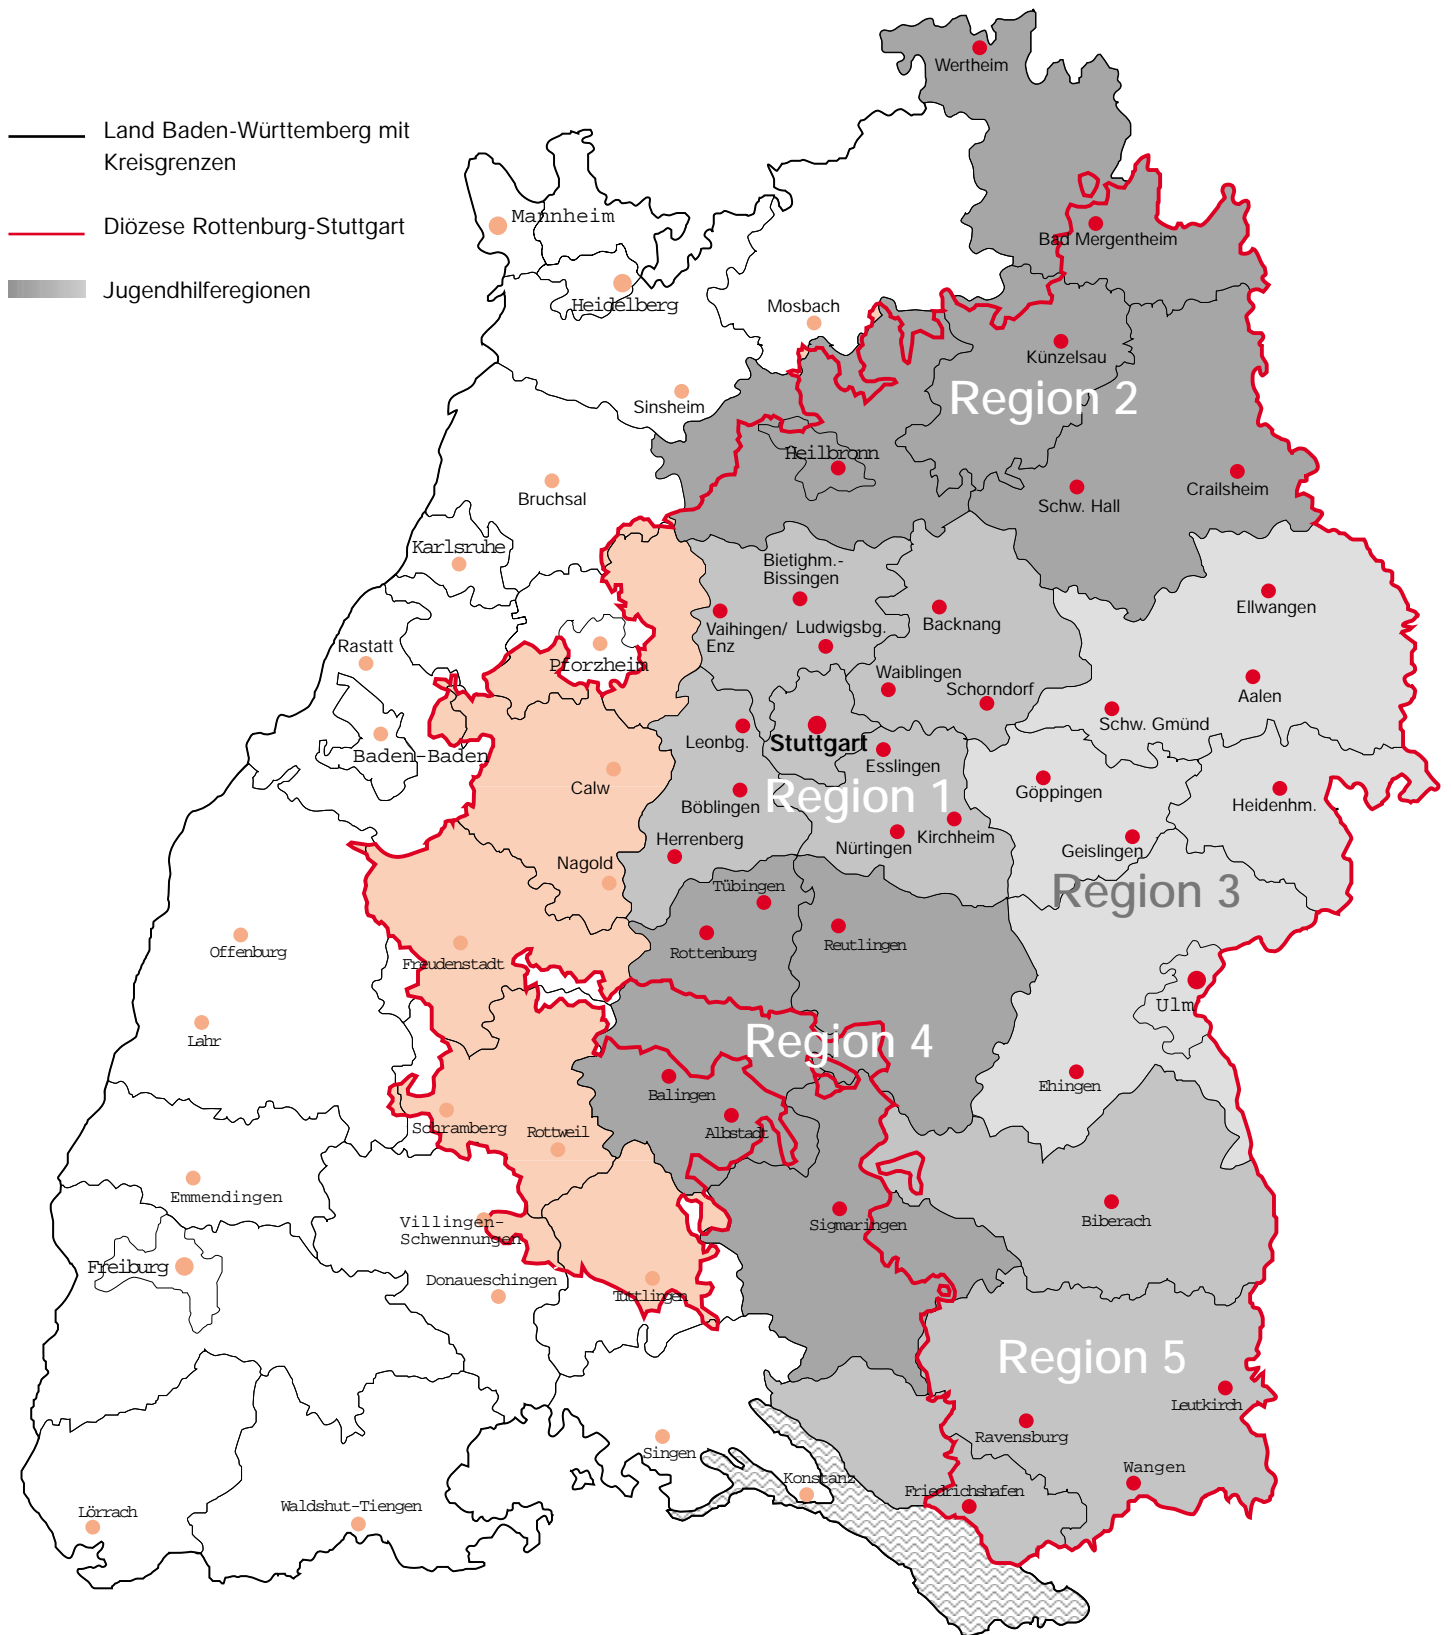 Land Baden-Württemberg mit
Kreisgrenzen
Diözese Rottenburg-Stuttgart
Jugendhilferegionen
Wertheim
Mannheim
Bad Mergentheim
Heidelberg
Mosbach
Künzelsau
Region 2
Sinsheim
Heilbronn
Bruchsal
Schw. Hall
Crailsheim
Karlsruhe
Bietighm.-
Bissingen
Ellwangen
Vaihingen/
Enz
Ludwigsbg.
Backnang
Rastatt
Pforzheim
Waiblingen
Schorndorf
Aalen
Schw. Gmünd
Leonbg.
Stuttgart
Baden-Baden
Esslingen
Calw
Böblingen
Region 1
Göppingen
Heidenhm.
Herrenberg
Nürtingen
Kirchheim
Geislingen
Nagold
Tübingen
Region 3
Offenburg
Freudenstadt
Rottenburg
Reutlingen
Ulm
Lahr
Region 4
Ehingen
Balingen
Schramberg
Rottweil
Albstadt
Emmendingen
Villingen-
Schwennungen
Sigmaringen
Biberach
Freiburg
Donaueschingen
Tuttlingen
Region 5
Leutkirch
Ravensburg
Singen
Konstanz
Wangen
Friedrichshafen
Lörrach
Waldshut-Tiengen